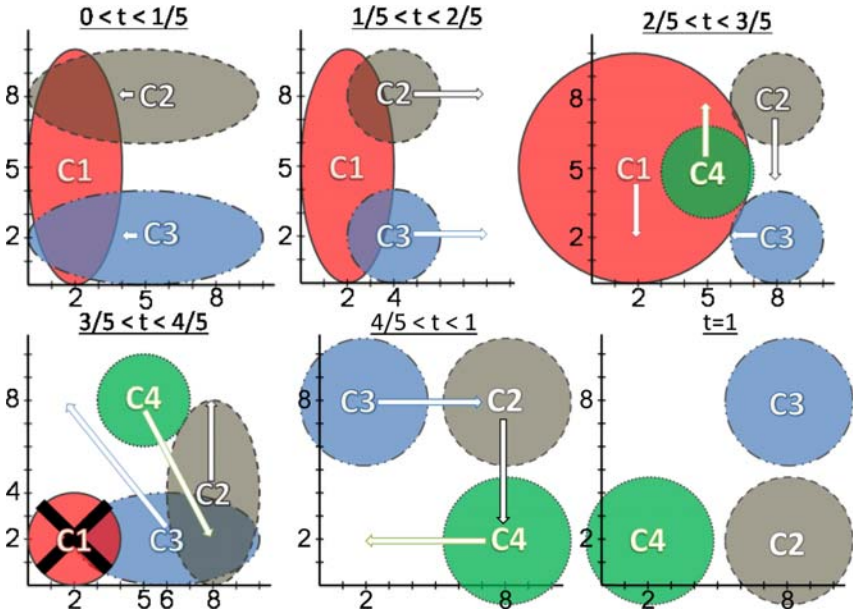 0 < t < 1/5
8
C2
5
C1
2
C3
2 5 8
1/5 < t < 2/5
8
C2
5
C1
2
C3
2 4
2/5 < t < 3/5
8
C2
5
C1
C4
2
C3
2 5 8
3/5 < t < 4/5
8
C4
4
C2
2
C1
C3
2 5 6 8
4/5 < t < 1
8
C3
C2
2
C4
8
t=1
8
C3
2
C4
C2
2 8